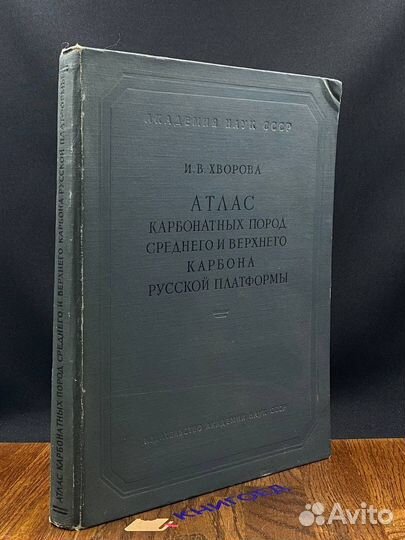 АКАДЕМИЯ НАУК СССР
И. В. ХВОРОВА
АТЛАС
КАРБОНАТНЫХ ПОРОД
СРЕДНЕГО И ВЕРХНЕГО
КАРБОНА
РУССКОЙ ПЛАТФОРМЫ
ИЗДАТЕЛЬСТВО АКАДЕМИИ НАУК СССР
АТЛАС КАРБОНАТНЫХ ПОРОД СРЕДНЕГО И ВЕРХНЕГО КАРБОНА РУССКОЙ ПЛАТФОРМЫ
КНИГОЕД
Avito